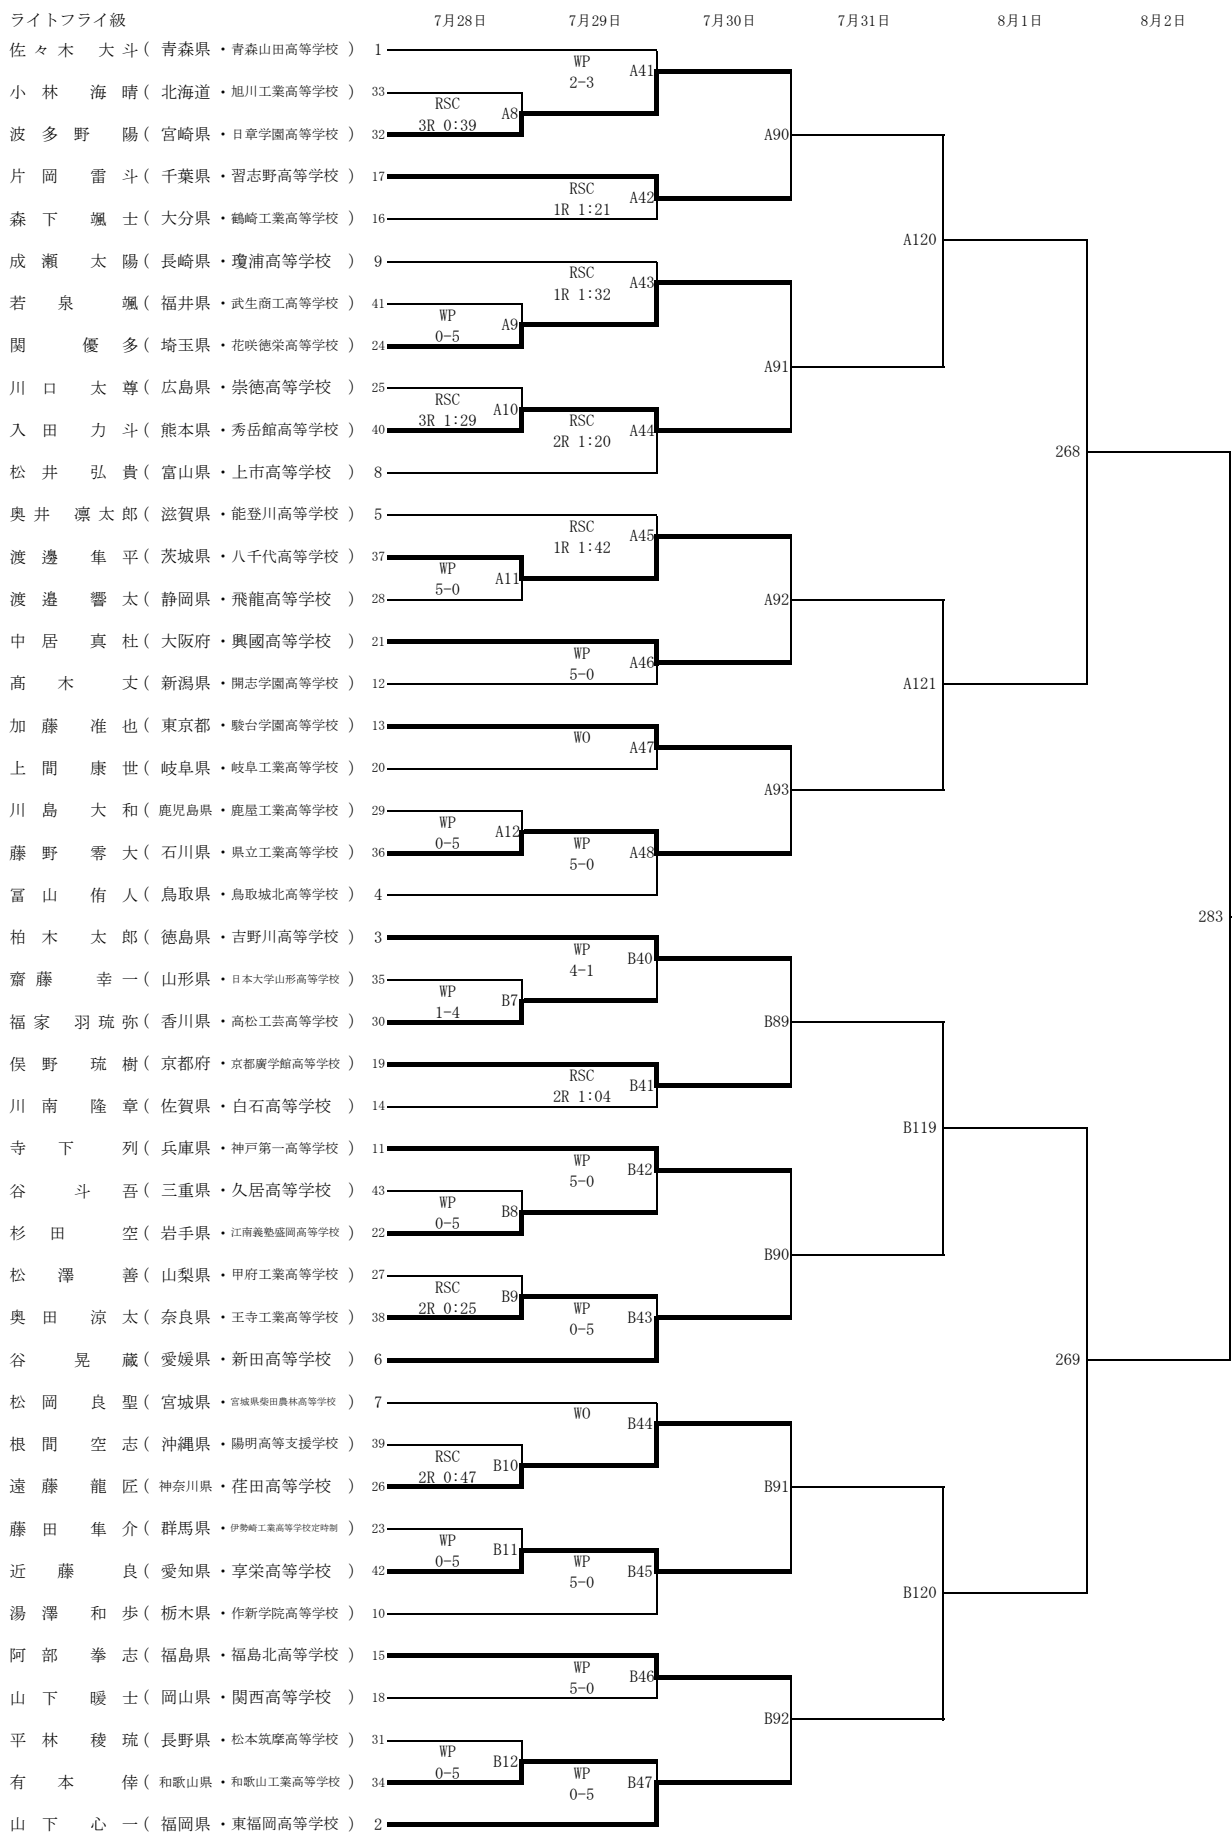 ライトフライ級 7月28日 7月29日 7月30日 7月31日 8月1日 8月2日
佐々木 大斗 ( 青森県 ・青森山田高等学校 ) 1
WP
2-3 A41
小林 海晴 ( 北海道 ・旭川工業高等学校 ) 33
RSC
3R 0:39 A8
波多野 陽 ( 宮崎県 ・日章学園高等学校 ) 32
A90
片岡 雷斗 ( 千葉県 ・習志野高等学校 ) 17
RSC
1R 1:21 A42
森下 颯士 ( 大分県 ・鶴崎工業高等学校 ) 16
A120
成瀬 太陽 ( 長崎県 ・瓊浦高等学校 ) 9
RSC
1R 1:32 A43
若泉 颯 ( 福井県 ・武生商工高等学校 ) 41
WP
0-5 A9
関 優多 ( 埼玉県 ・花咲徳栄高等学校 ) 24
A91
川口 太尊 ( 広島県 ・崇徳高等学校 ) 25
RSC
3R 1:29 A10
入田 力斗 ( 熊本県 ・秀岳館高等学校 ) 40
RSC
2R 1:20 A44
268
松井 弘貴 ( 富山県 ・上市高等学校 ) 8
奥井 凛太郎 ( 滋賀県 ・能登川高等学校 ) 5
RSC
1R 1:42 A45
渡邊 隼平 ( 茨城県 ・八千代高等学校 ) 37
WP
5-0 A11
渡邉 響太 ( 静岡県 ・飛龍高等学校 ) 28
A92
中居 真杜 ( 大阪府 ・興國高等学校 ) 21
WP
5-0 A46
髙木 丈 ( 新潟県 ・開志学園高等学校 ) 12
A121
加藤 准也 ( 東京都 ・駿台学園高等学校 ) 13
WO A47
上間 康世 ( 岐阜県 ・岐阜工業高等学校 ) 20
A93
川島 大和 ( 鹿児島県 ・鹿屋工業高等学校 ) 29
WP
0-5 A12
藤野 零大 ( 石川県 ・県立工業高等学校 ) 36
WP
5-0 A48
冨山 侑人 ( 鳥取県 ・鳥取城北高等学校 ) 4
283
柏木 太郎 ( 徳島県 ・吉野川高等学校 ) 3
WP
4-1 B40
齋藤 幸一 ( 山形県 ・日本大学山形高等学校 ) 35
WP
1-4 B7
福家 羽琉弥 ( 香川県 ・高松工芸高等学校 ) 30
B89
俣野 琉樹 ( 京都府 ・京都廣学館高等学校 ) 19
RSC
2R 1:04 B41
川南 隆章 ( 佐賀県 ・白石高等学校 ) 14
B119
寺下 列 ( 兵庫県 ・神戸第一高等学校 ) 11
WP
5-0 B42
谷 斗吾 ( 三重県 ・久居高等学校 ) 43
WP
0-5 B8
杉田 空 ( 岩手県 ・江南義塾盛岡高等学校 ) 22
B90
松澤 善 ( 山梨県 ・甲府工業高等学校 ) 27
RSC
2R 0:25 B9
奥田 涼太 ( 奈良県 ・王寺工業高等学校 ) 38
WP
0-5 B43
谷 晃蔵 ( 愛媛県 ・新田高等学校 ) 6
269
松岡 良聖 ( 宮城県 ・宮城県柴田農林高等学校 ) 7
WO B44
根間 空志 ( 沖縄県 ・陽明高等支援学校 ) 39
RSC
2R 0:47 B10
遠藤 龍匠 ( 神奈川県 ・荏田高等学校 ) 26
B91
藤田 隼介 ( 群馬県 ・伊勢崎工業高等学校定時制 ) 23
WP
0-5 B11
近藤 良 ( 愛知県 ・享栄高等学校 ) 42
WP
5-0 B45
B120
湯澤 和歩 ( 栃木県 ・作新学院高等学校 ) 10
阿部 拳志 ( 福島県 ・福島北高等学校 ) 15
WP
5-0 B46
山下 暖士 ( 岡山県 ・関西高等学校 ) 18
B92
平林 稜琉 ( 長野県 ・松本筑摩高等学校 ) 31
WP
0-5 B12
有本 倖 ( 和歌山県 ・和歌山工業高等学校 ) 34
WP
0-5 B47
山下 心一 ( 福岡県 ・東福岡高等学校 ) 2